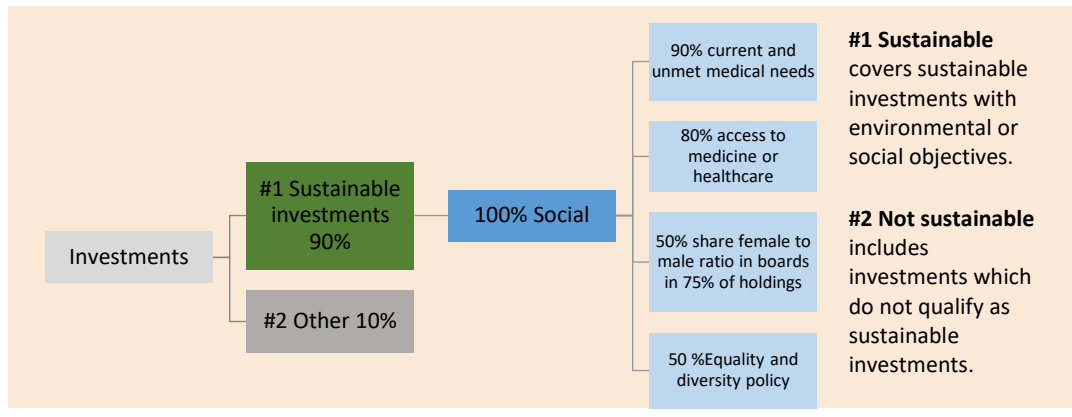 Investments
#1 Sustainable
investments
90%
#2 Other 10%
100% Social
90% current and
unmet medical needs
80% access to
medicine or
healthcare
50% share female to
male ratio in boards
in 75% of holdings
50 %Equality and
diversity policy
#1 Sustainable
covers sustainable
investments with
environmental or
social objectives.
#2 Not sustainable
includes
investments which
do not qualify as
sustainable
investments.